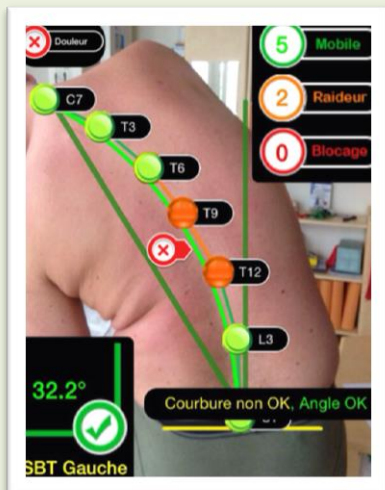 Douleur
5 Mobile
2 Raideur
0 Blocage
C7
T3
T6
T9
T12
L3
32.2°
Courbure non OK, Angle OK
SBT Gauche